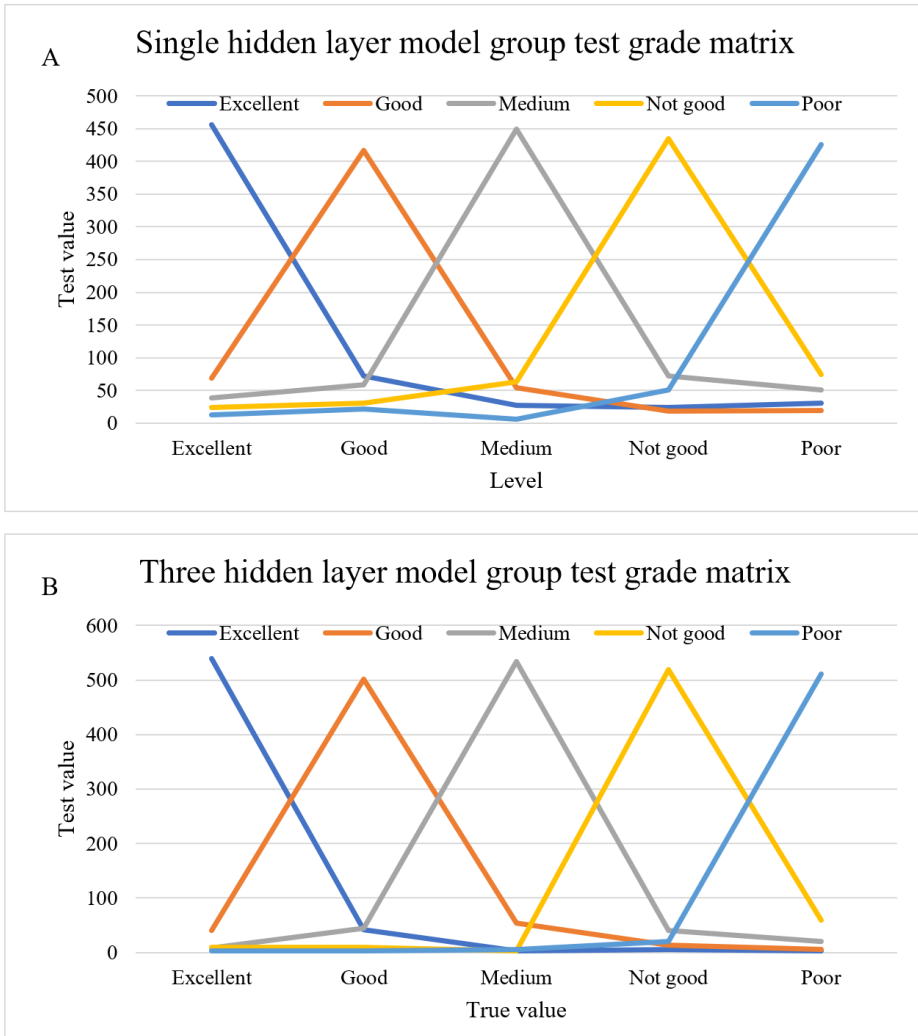 A
Single hidden layer model group test grade matrix
500
Excellent Good Medium Not good Poor
450
400
350
300
250
200
150
100
50
0
Test value
Excellent Good Medium Not good Poor
Level
B
Three hidden layer model group test grade matrix
600
Excellent Good Medium Not good Poor
500
400
300
200
100
0
Test value
Excellent Good Medium Not good Poor
True value